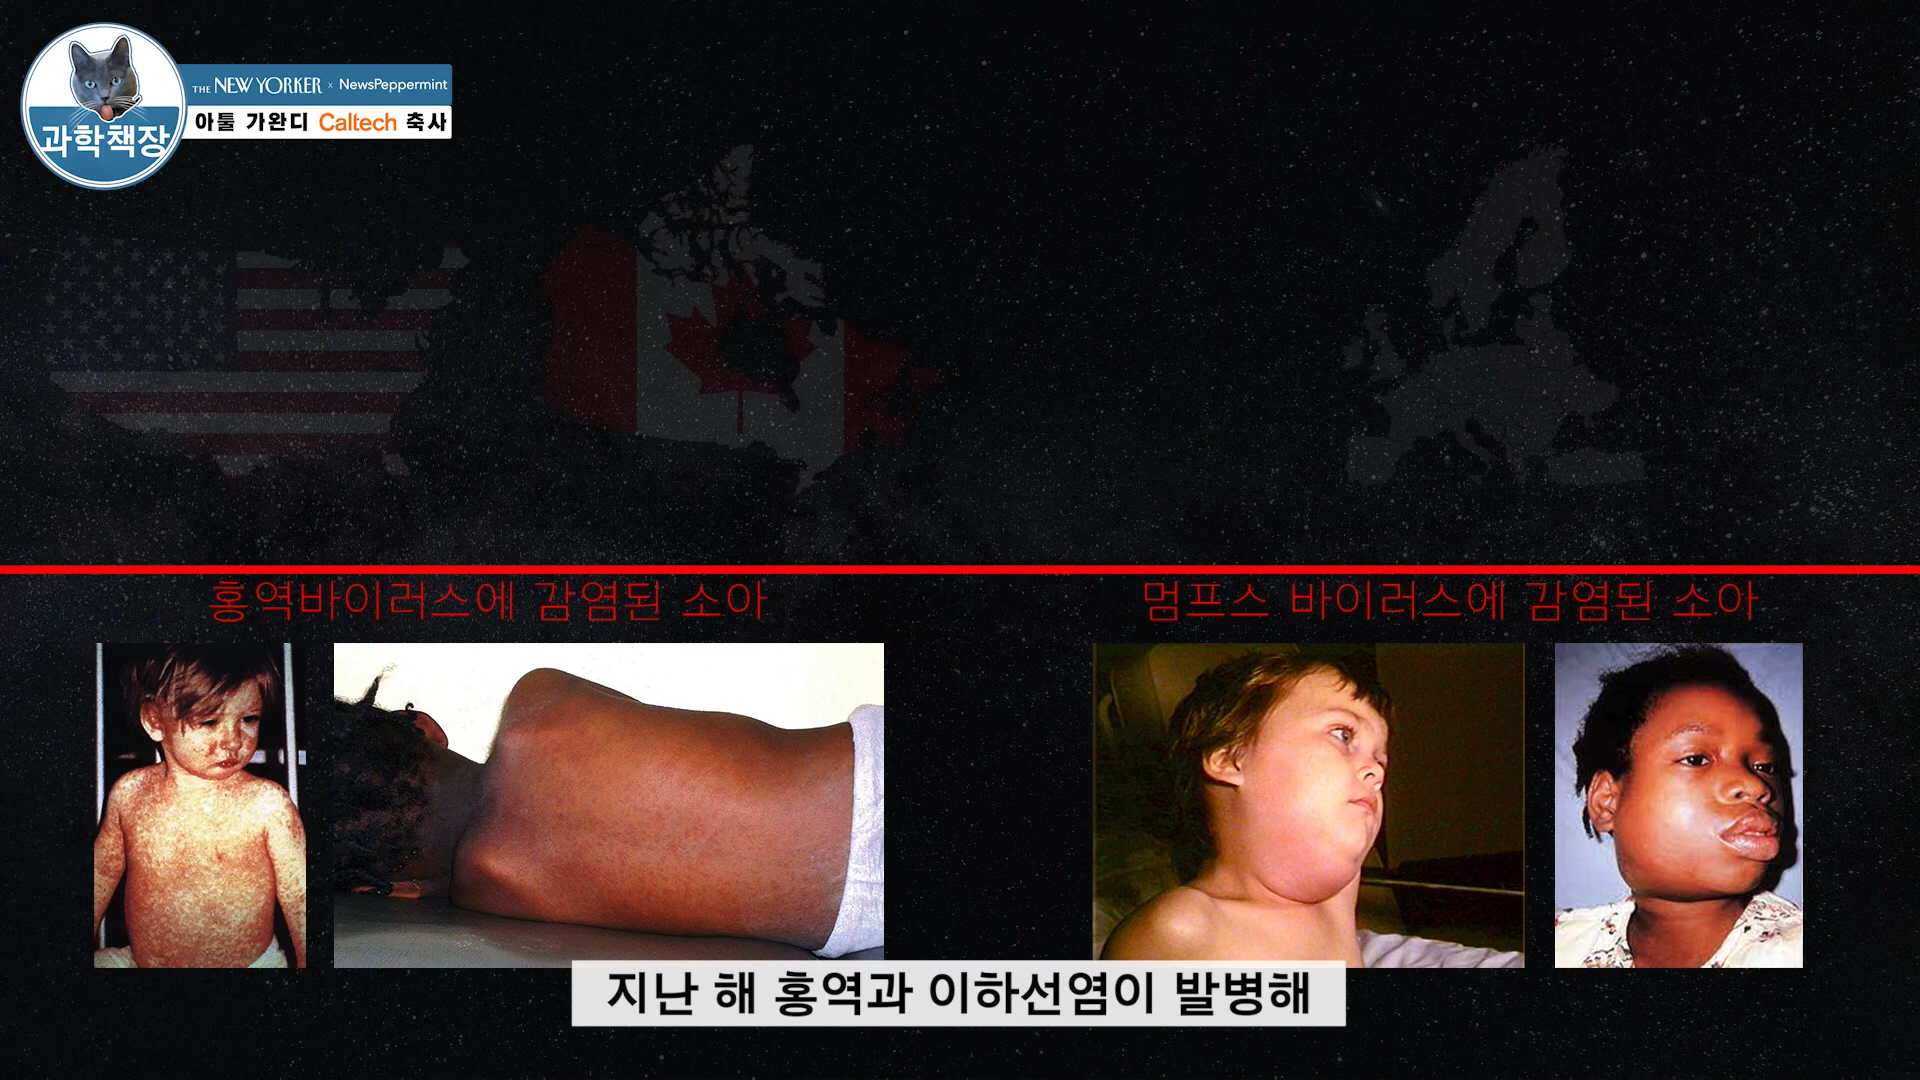 THE NEW YORKER x NewsPeppermint
아툴 가완디 Caltech 축사
과학책장
홍역바이러스에 감염된 소아
멈프스 바이러스에 감염된 소아
지난 해 홍역과 이하선염이 발병해